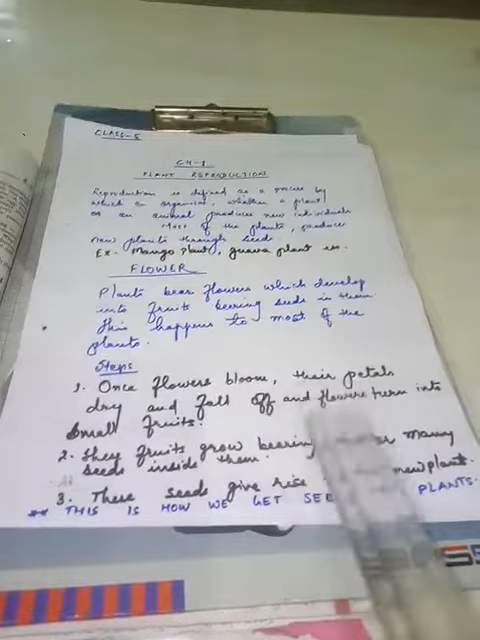 CLASS-5
CH-1
PLANT REPRODUCTION
Reproduction is defined as a process by
which an organism, whether a plant
or an animal produces new individuals
Most of the plants, produce
new plants through seeds
Ex- Mango Plant, guava plant
FLOWER
Plants bear flowers which develop
into fruits bearing seeds in them
This happens to most of the
plants.
Steps
1. Once flowers bloom, their petals
dry and fall off and flowers turn into
small fruits.
2. They fruits grow bearing many
seeds inside them.
3. These seeds give rise new plant.
** THIS IS HOW WE GET PLANTS.